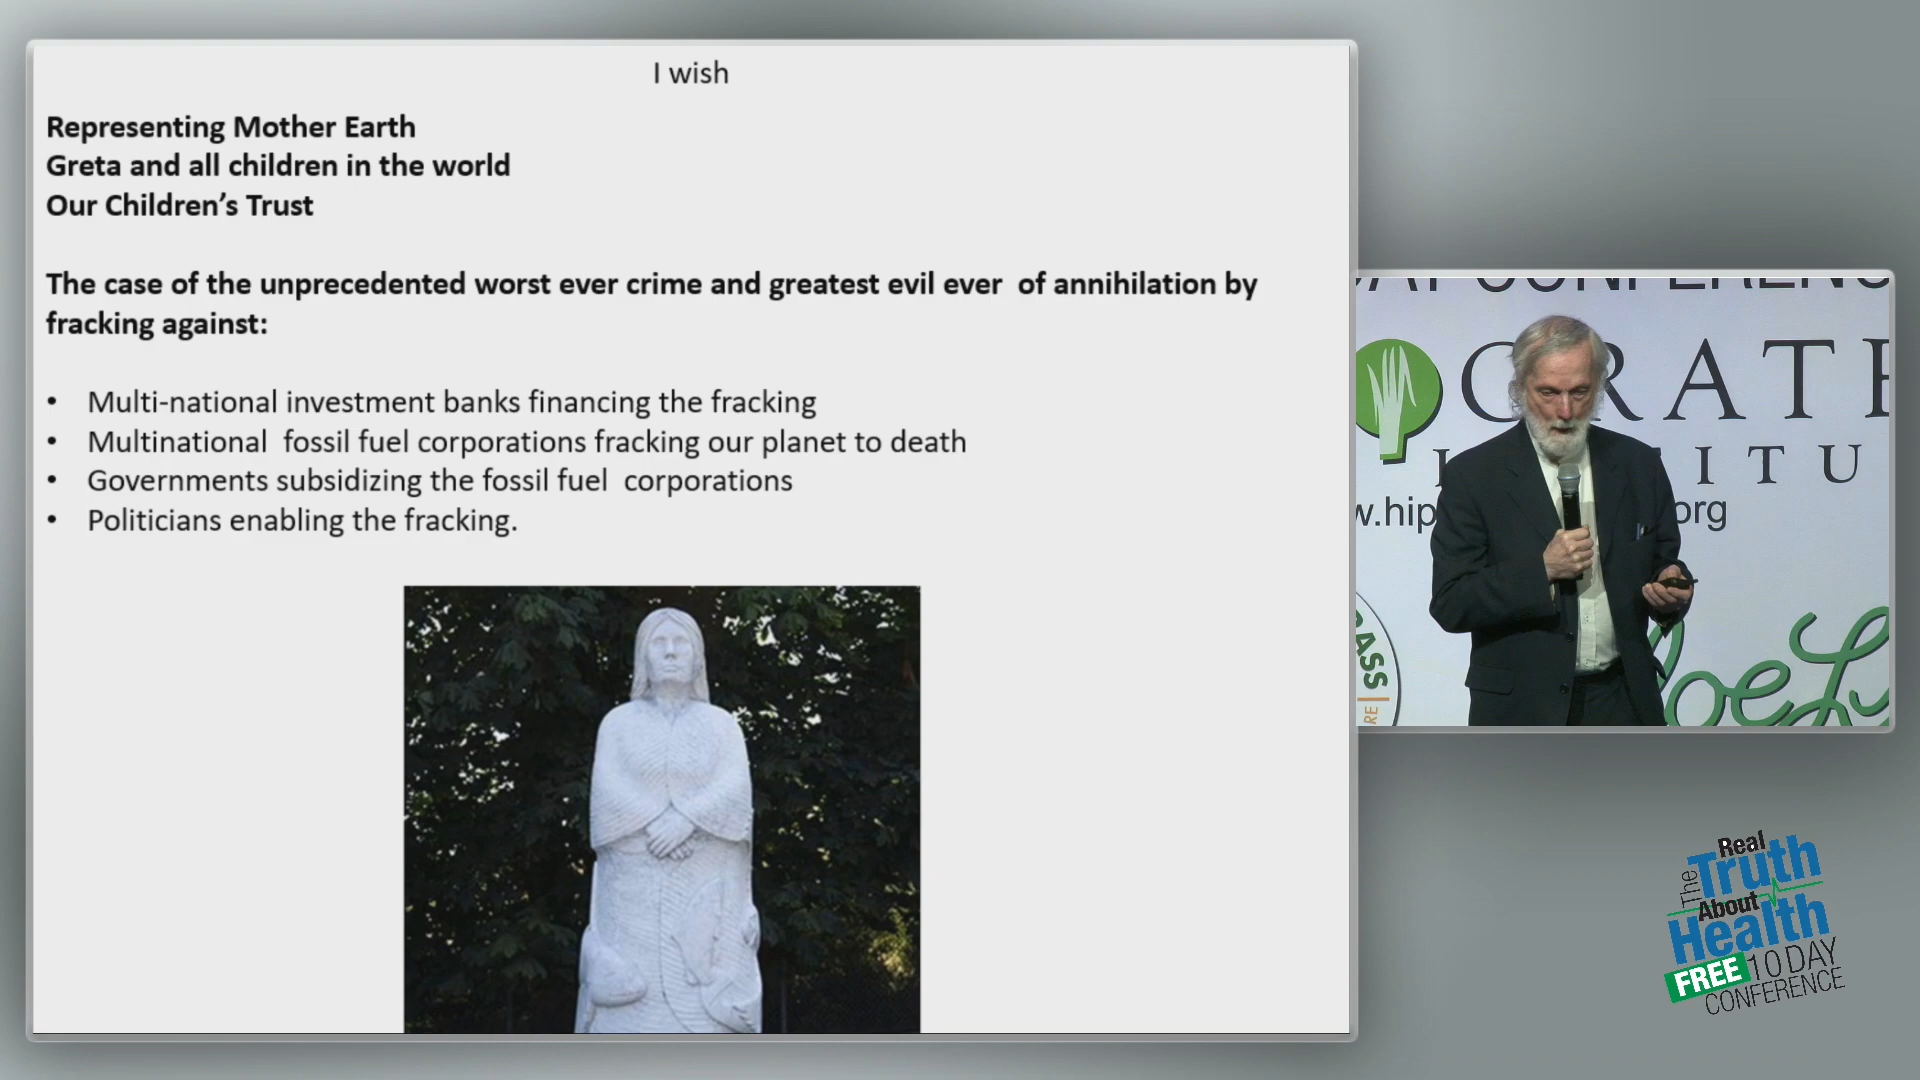 I wish
Representing Mother Earth
Greta and all children in the world
Our Children’s Trust
The case of the unprecedented worst ever crime and greatest evil ever of annihilation by
fracking against:
• Multi-national investment banks financing the fracking
• Multinational fossil fuel corporations fracking our planet to death
• Governments subsidizing the fossil fuel corporations
• Politicians enabling the fracking.
CRATE
ITU
w.hip
org
The Real
Truth
About
Health
FREE 10 DAY
CONFERENCE